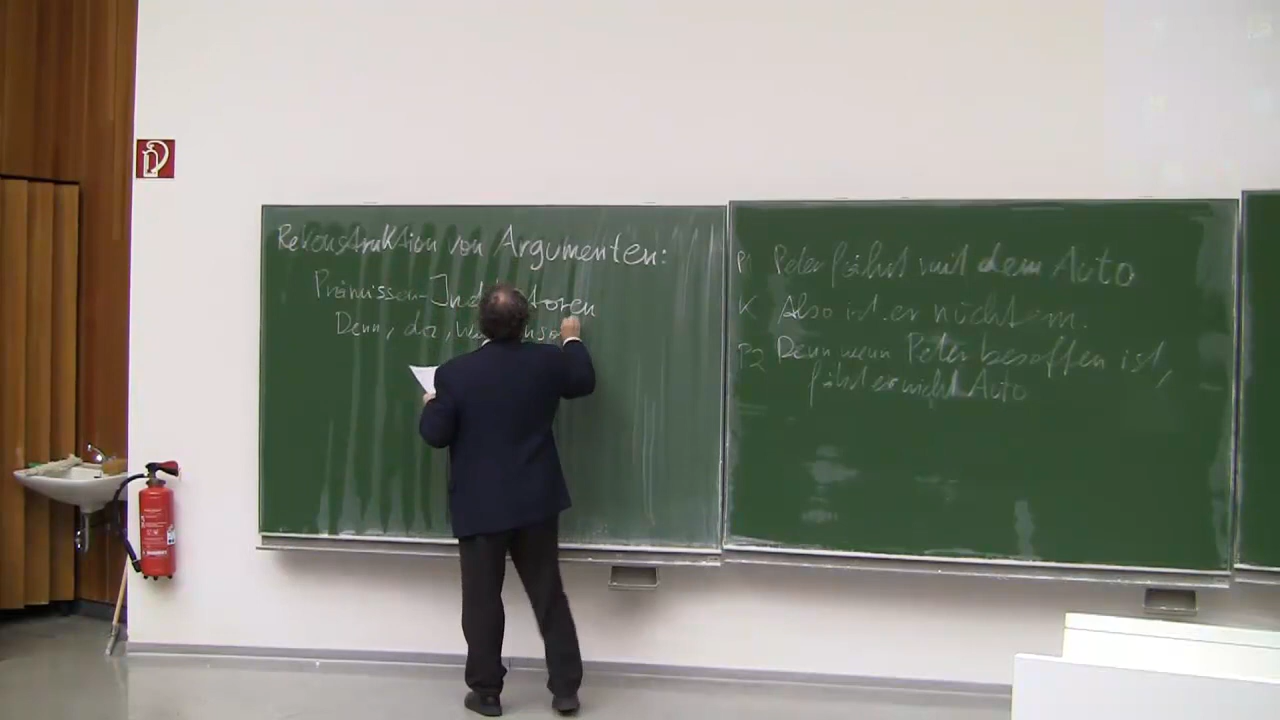 Rekonstruktion von Argumenten:
Prämissen-Indikatoren
Denn, da,
P1 Peter fährt mit dem Auto
K Also ist er nüchtern.
P2 Denn wenn Peter besoffen ist,
fährt er nicht Auto